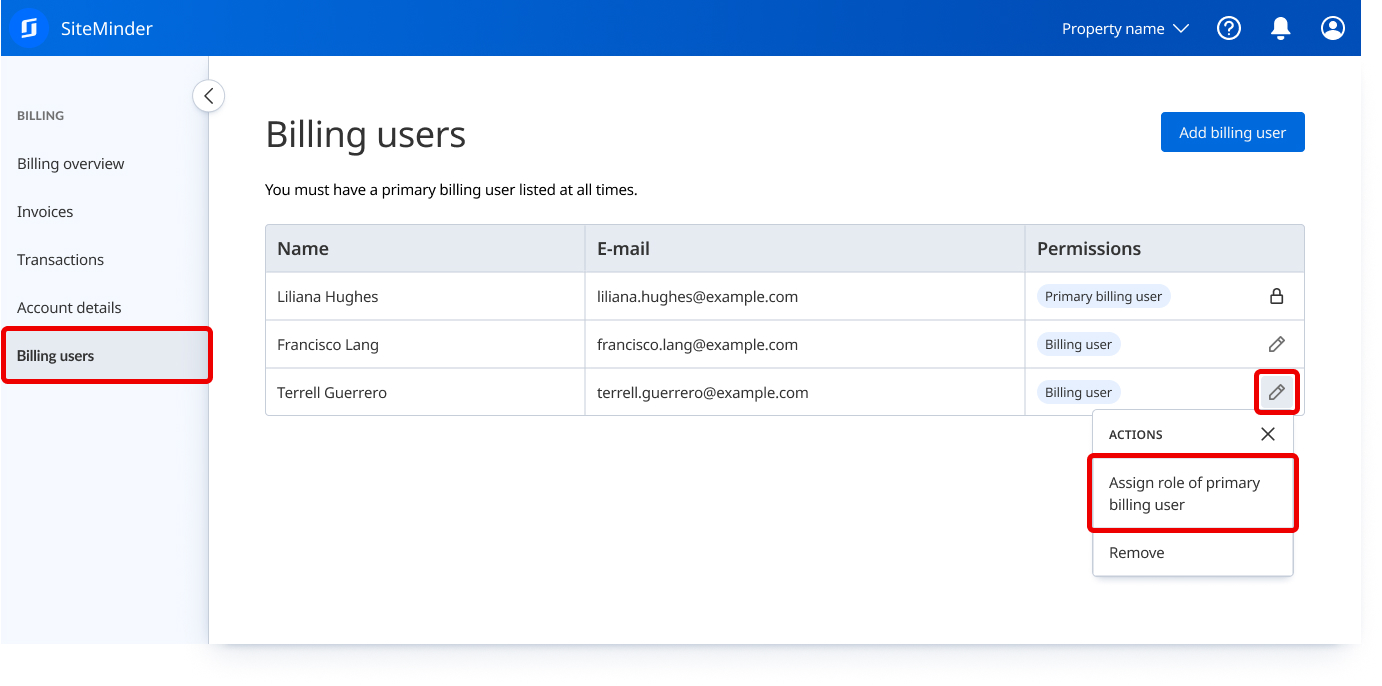 SiteMinder
Property name
BILLING
Billing overview
Invoices
Transactions
Account details
Billing users
Billing users
Add billing user
You must have a primary billing user listed at all times.
Name E-mail Permissions
Liliana Hughes liliana.hughes@example.com Primary billing user
Francisco Lang francisco.lang@example.com Billing user
Terrell Guerrero terrell.guerrero@example.com Billing user
ACTIONS
Assign role of primary
billing user
Remove